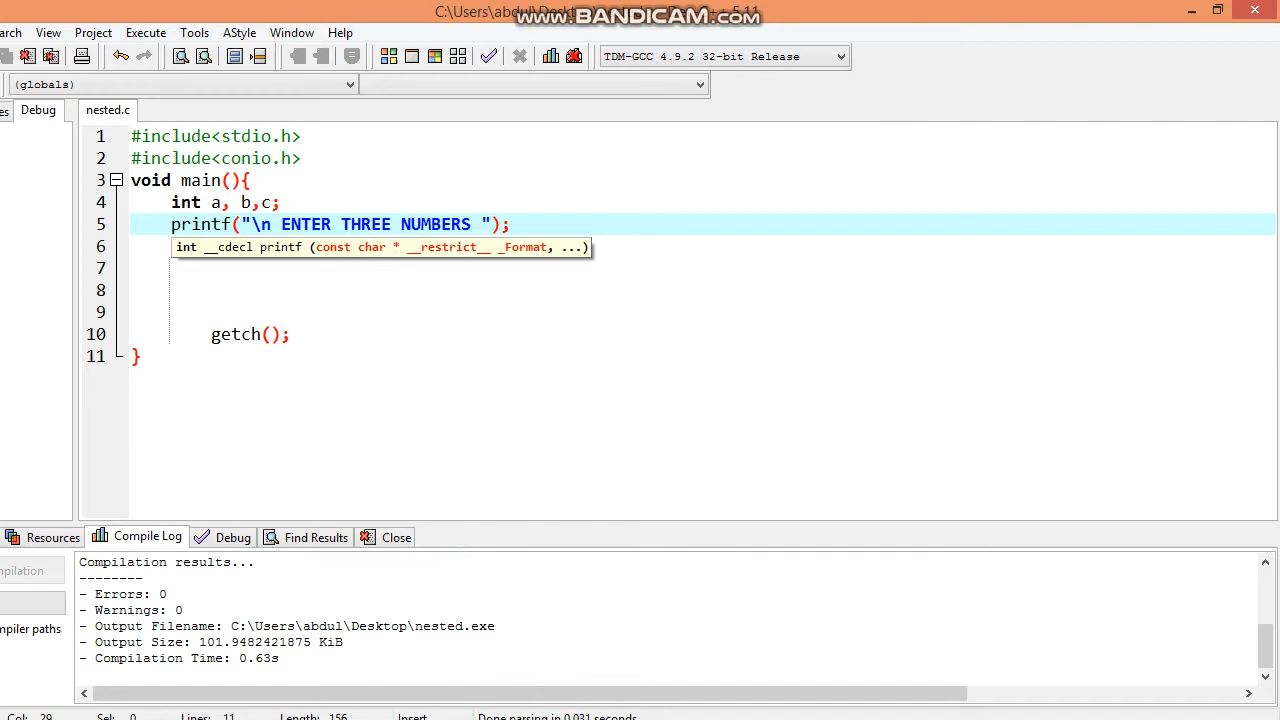 C:\Users\abdul\Desk
www.BANDICAM.com
5.11
arch View Project Execute Tools AStyle Window Help
TDM-GCC 4.9.2 32-bit Release
(globals)
es Debug nested.c
1 #include<stdio.h>
2 #include<conio.h>
3 void main(){
4 int a, b,c;
5 printf("\n ENTER THREE NUMBERS ");
6 int __cdecl printf (const char * __restrict__ _Format, ...)
7
8
9
10 getch();
11 }
Resources Compile Log Debug Find Results Close
Compilation results...
--------
- Errors: 0
- Warnings: 0
- Output Filename: C:\Users\abdul\Desktop\nested.exe
- Output Size: 101.9482421875 KiB
- Compilation Time: 0.63s
mpilation
mpiler paths
Col: 29 Sel: 0 Lines: 11 Length: 156 Insert Done parsing in 0.031 seconds